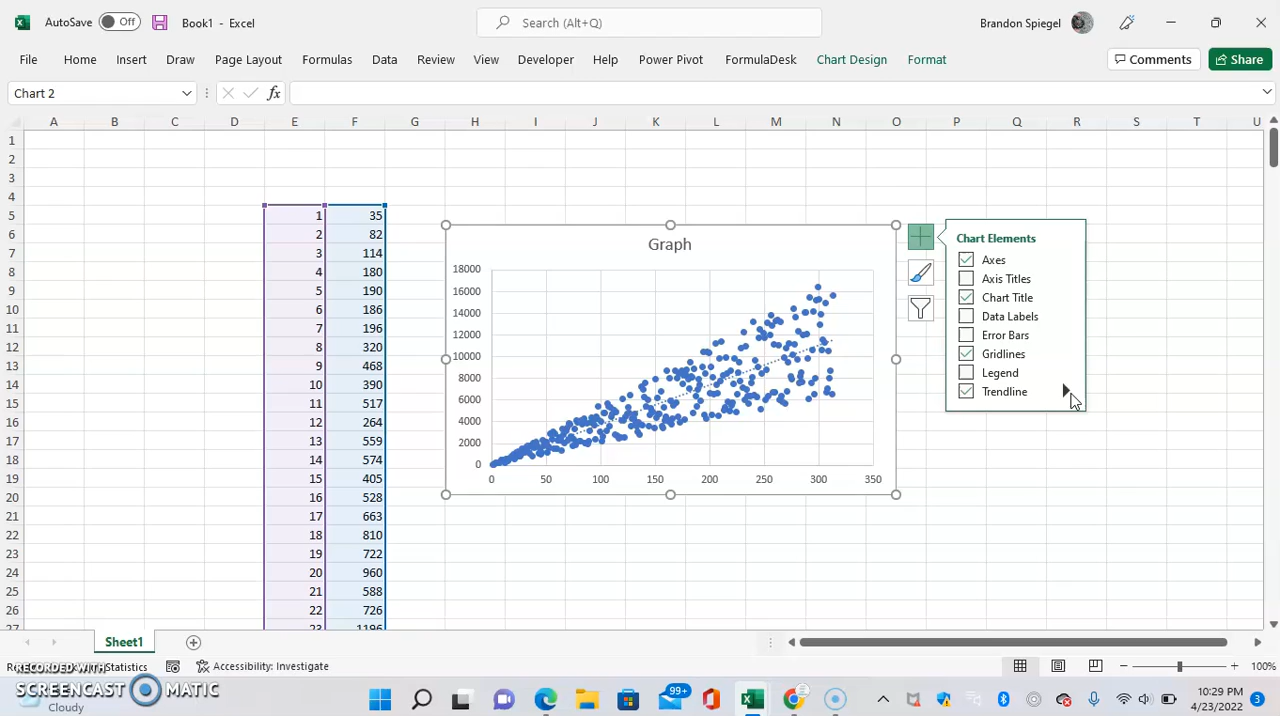 AutoSave Off Book1 - Excel Search (Alt+Q) Brandon Spiegel
File Home Insert Draw Page Layout Formulas Data Review View Developer Help Power Pivot FormulaDesk Chart Design Format Comments Share
Chart 2 fx
A B C D E F G H I J K L M N O P Q R S T U
1
2
3
4
5 1 35
6 2 82
7 3 114
8 4 180
9 5 190
10 6 186
11 7 196
12 8 320
13 9 468
14 10 390
15 11 517
16 12 264
17 13 559
18 14 574
19 15 405
20 16 528
21 17 663
22 18 810
23 19 722
24 20 960
25 21 588
26 22 726
27 23 1196
Graph
18000
16000
14000
12000
10000
8000
6000
4000
2000
0
0 50 100 150 200 250 300 350
Chart Elements
Axes
Axis Titles
Chart Title
Data Labels
Error Bars
Gridlines
Legend
Trendline
Sheet1
Statistics Accessibility: Investigate 100%
RECORDED WITH
SCREENCAST MATIC
Cloudy
99+
10:29 PM
4/23/2022
3